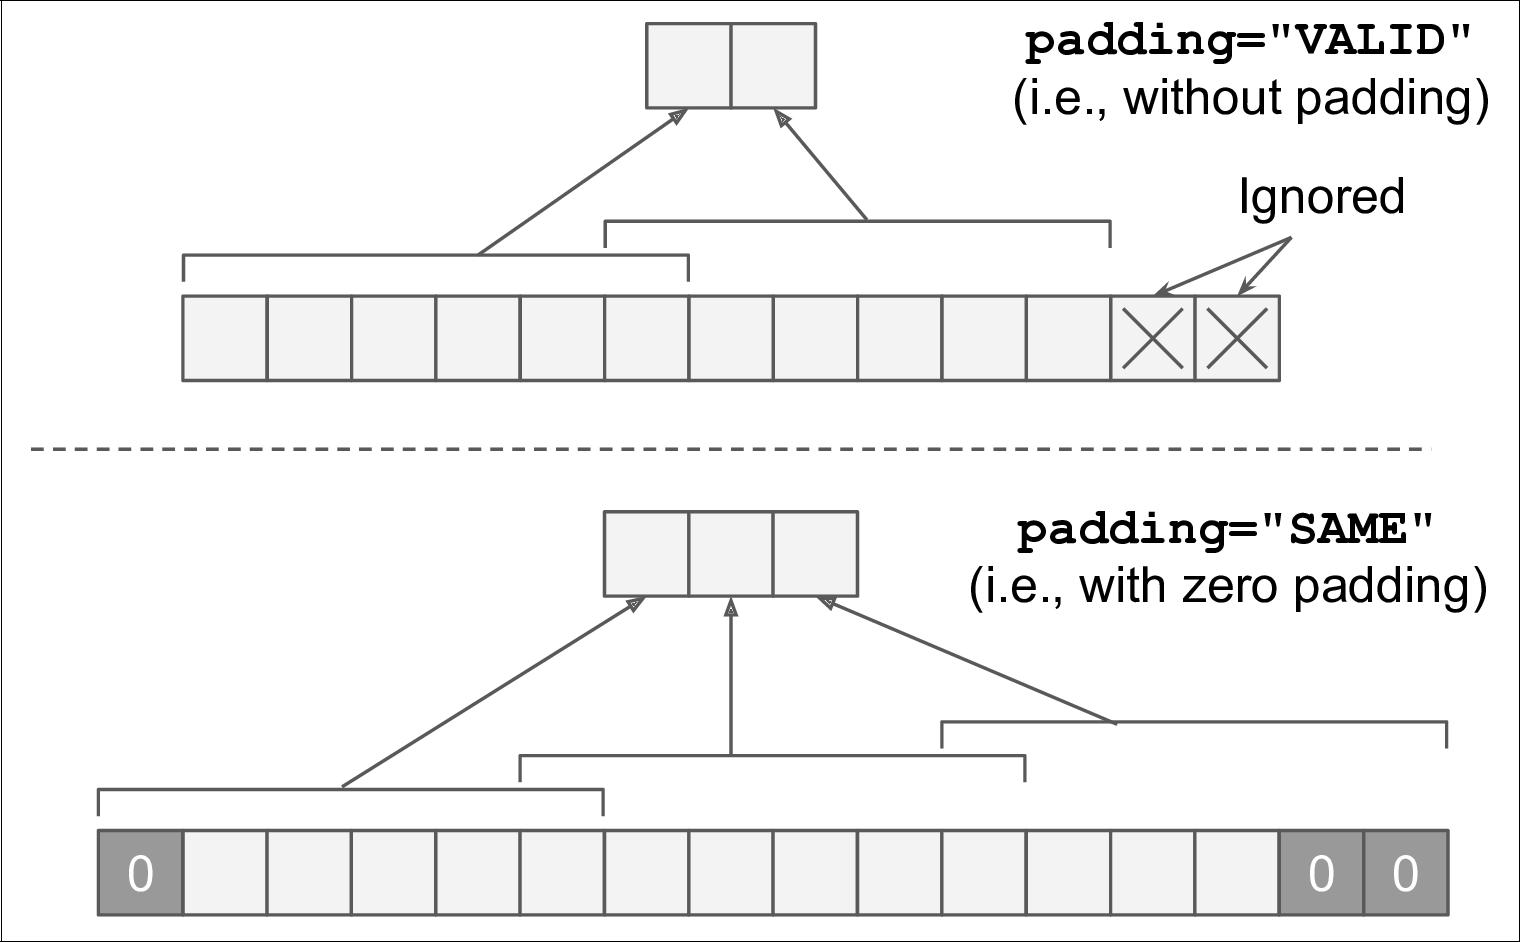 padding="VALID"
(i.e., without padding)
Ignored
padding="SAME"
(i.e., with zero padding)
0 0 0